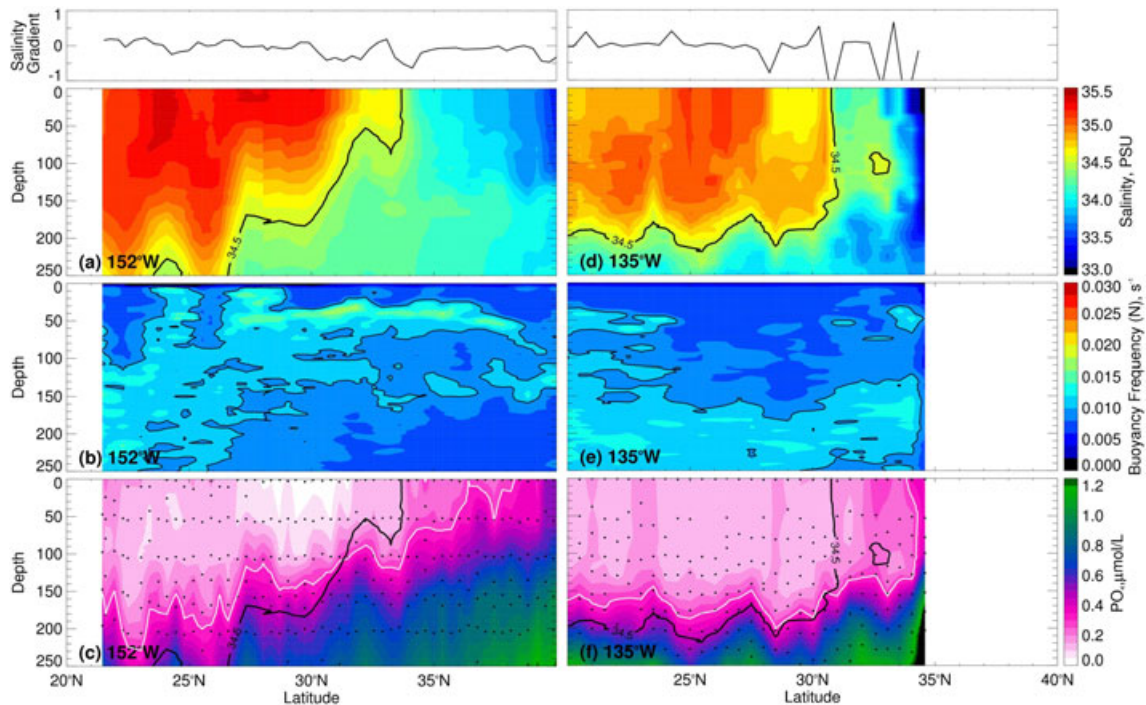 Salinity Gradient
1
0
-1
Depth
0
50
100
150
200
250
34.5
(a) 152°W
34.5
34.5
(d) 135°W
Salinity, PSU
35.5
35.0
34.5
34.0
33.5
33.0
Depth
0
50
100
150
200
250
(b) 152°W
(e) 135°W
Buoyancy Frequency (N), s⁻¹
0.030
0.025
0.020
0.015
0.010
0.005
0.000
Depth
0
50
100
150
200
250
34.5
(c) 152°W
34.5
34.5
(f) 135°W
PO₄, µmol/L
1.2
1.0
0.8
0.6
0.4
0.2
0.0
20°N 25°N 30°N 35°N
Latitude
25°N 30°N 35°N 40°N
Latitude